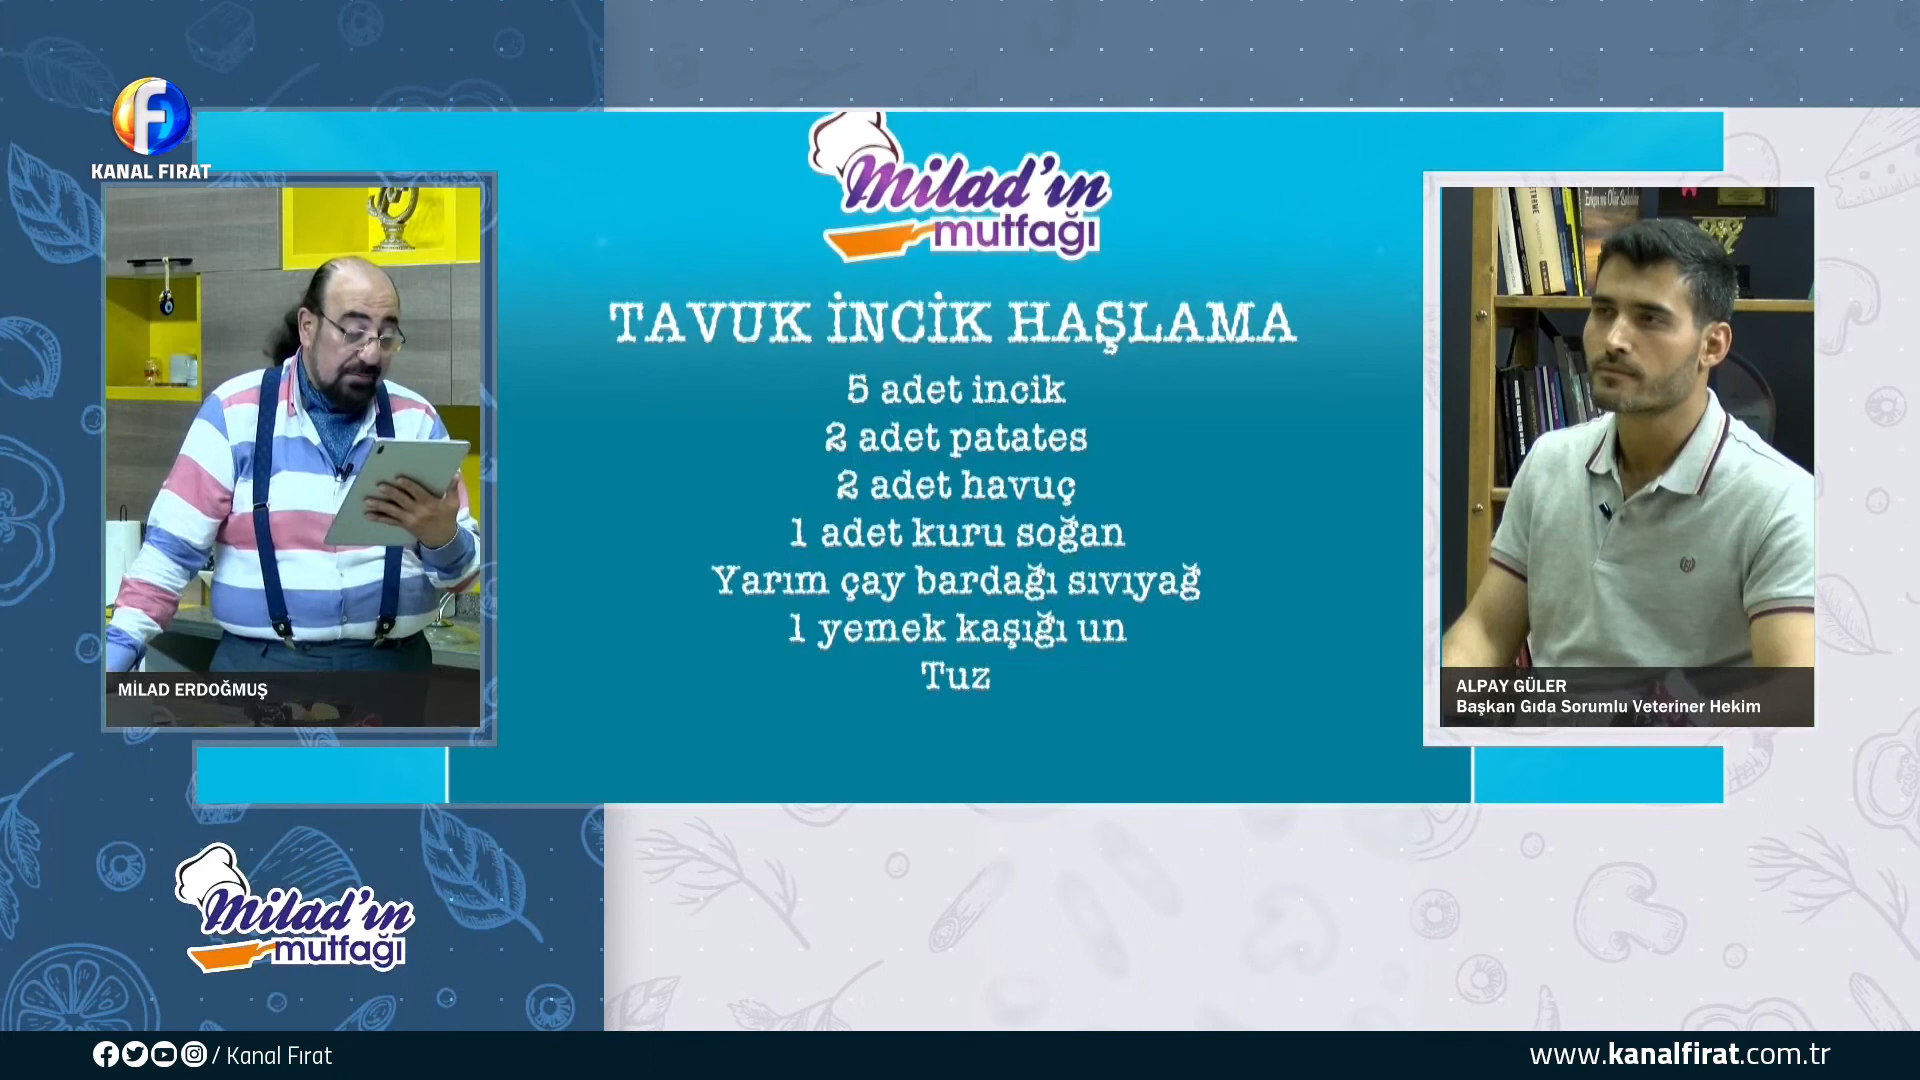 F
KANAL FIRAT
Milad'ın
mutfağı
TAVUK İNCİK HAŞLAMA
5 adet incik
2 adet patates
2 adet havuç
1 adet kuru soğan
Yarım çay bardağı sıvıyağ
1 yemek kaşığı un
Tuz
MİLAD ERDOĞMUŞ
ALPAY GÜLER
Başkan Gıda Sorumlu Veteriner Hekim
Milad'ın
mutfağı
/ Kanal Fırat
www.kanalfirat.com.tr